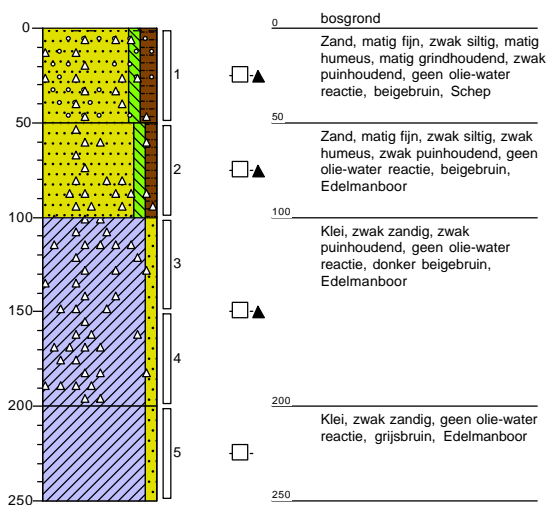 0
0 bosgrond
Zand, matig fijn, zwak siltig, matig
humeus, matig grindhoudend, zwak
puinhoudend, geen olie-water
reactie, beigebruin, Schep
1
50
50
Zand, matig fijn, zwak siltig, zwak
humeus, zwak puinhoudend, geen
olie-water reactie, beigebruin,
Edelmanboor
2
100
100
Klei, zwak zandig, zwak
puinhoudend, geen olie-water
reactie, donker beigebruin,
Edelmanboor
3
150
4
200
200
Klei, zwak zandig, geen olie-water
reactie, grijsbruin, Edelmanboor
5
250
250